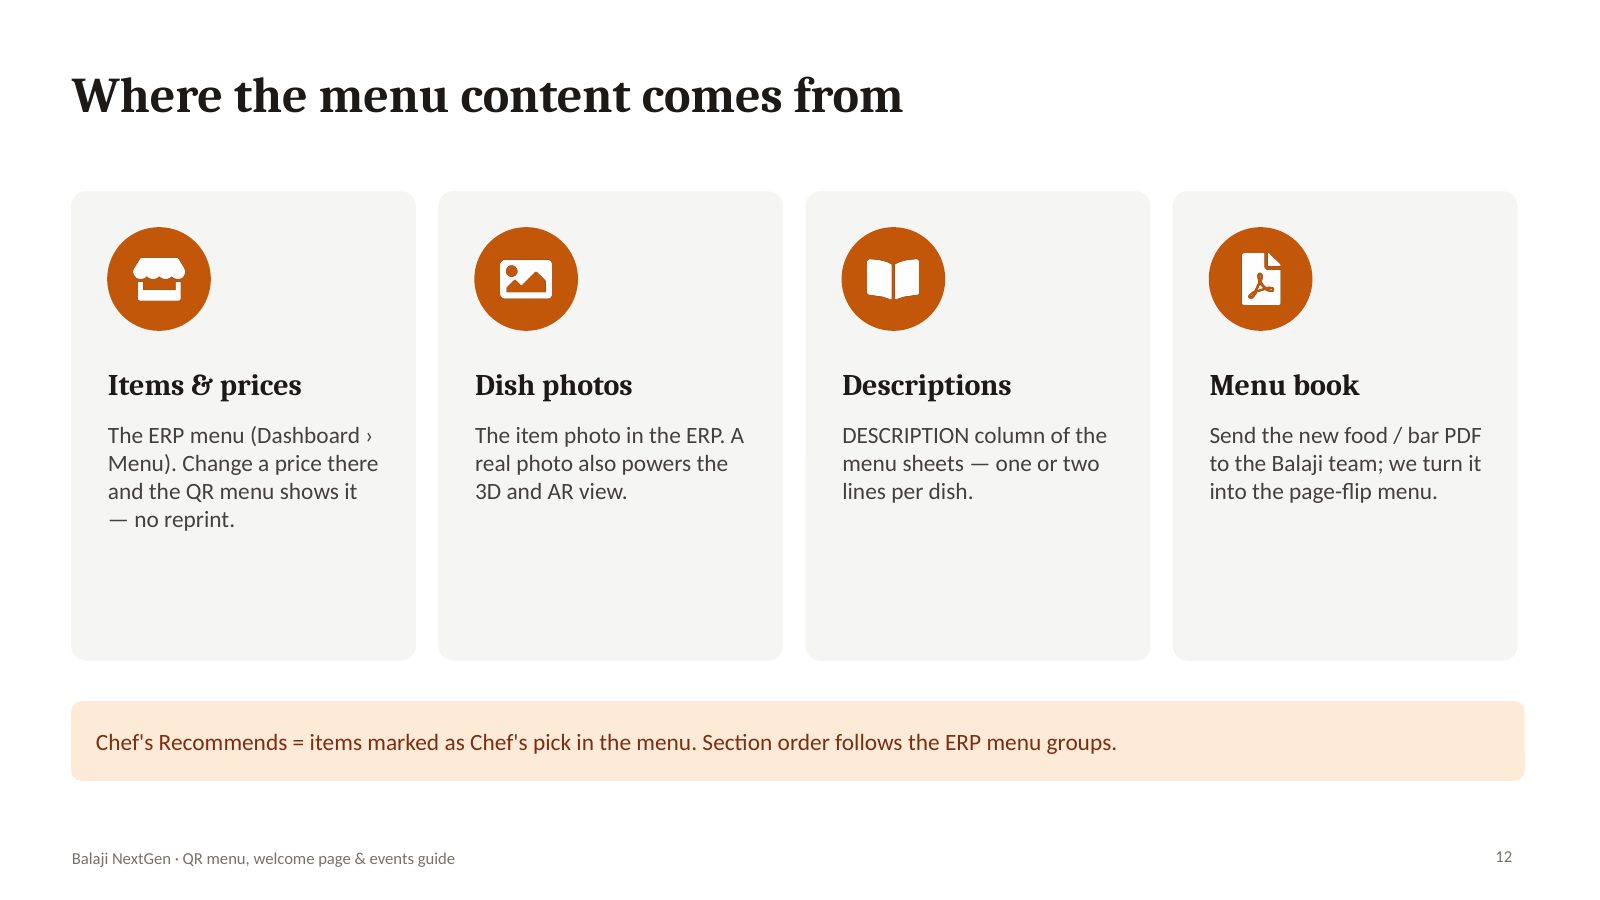 Where the menu content comes from
Items & prices
The ERP menu (Dashboard ›
Menu). Change a price there
and the QR menu shows it
— no reprint.
Dish photos
The item photo in the ERP. A
real photo also powers the
3D and AR view.
Descriptions
DESCRIPTION column of the
menu sheets — one or two
lines per dish.
Menu book
Send the new food / bar PDF
to the Balaji team; we turn it
into the page-flip menu.
Chef's Recommends = items marked as Chef's pick in the menu. Section order follows the ERP menu groups.
Balaji NextGen · QR menu, welcome page & events guide
12